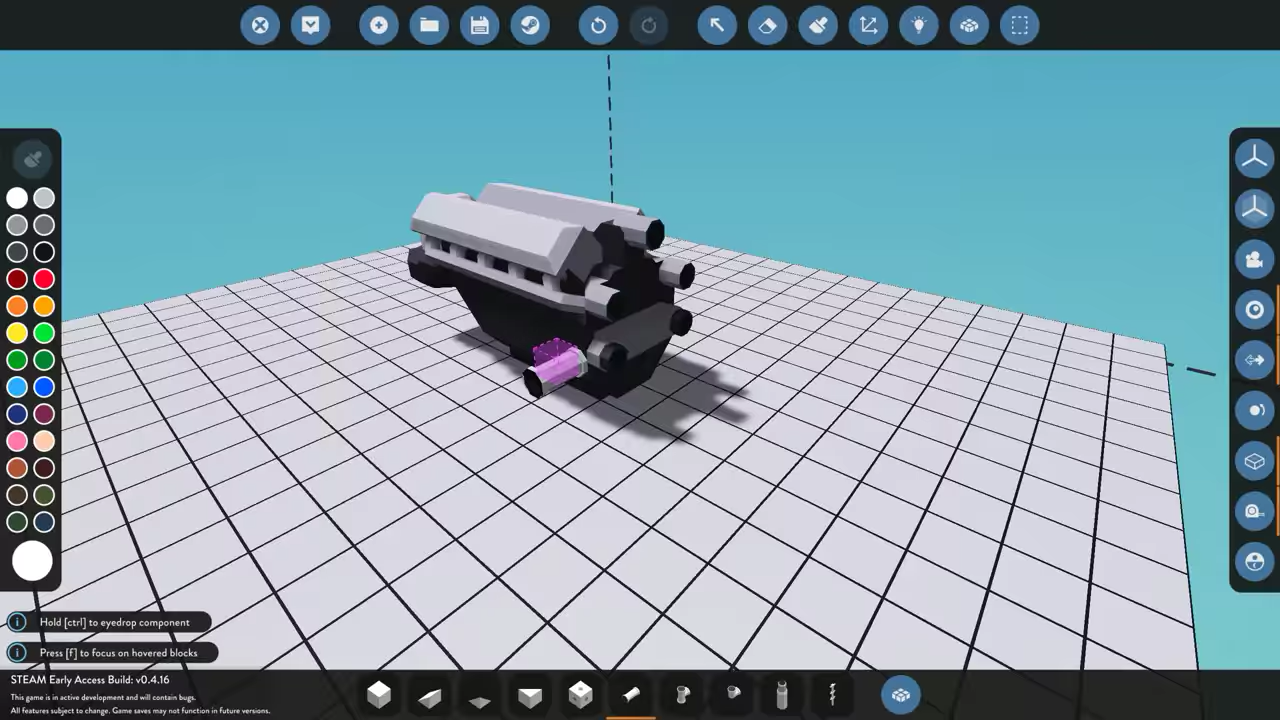 Hold [ctrl] to eyedrop component
Press [f] to focus on hovered blocks
STEAM Early Access Build: v0.4.16
This game is in active development and will contain bugs.
All features subject to change. Game saves may not function in future versions.